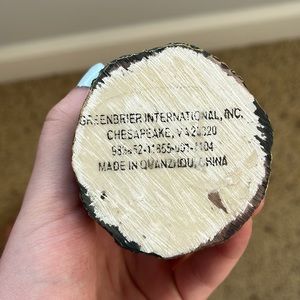 GREENBRIER INTERNATIONAL, INC.
CHESAPEAKE, VA 23320
MADE IN QUANZHOU, CHINA